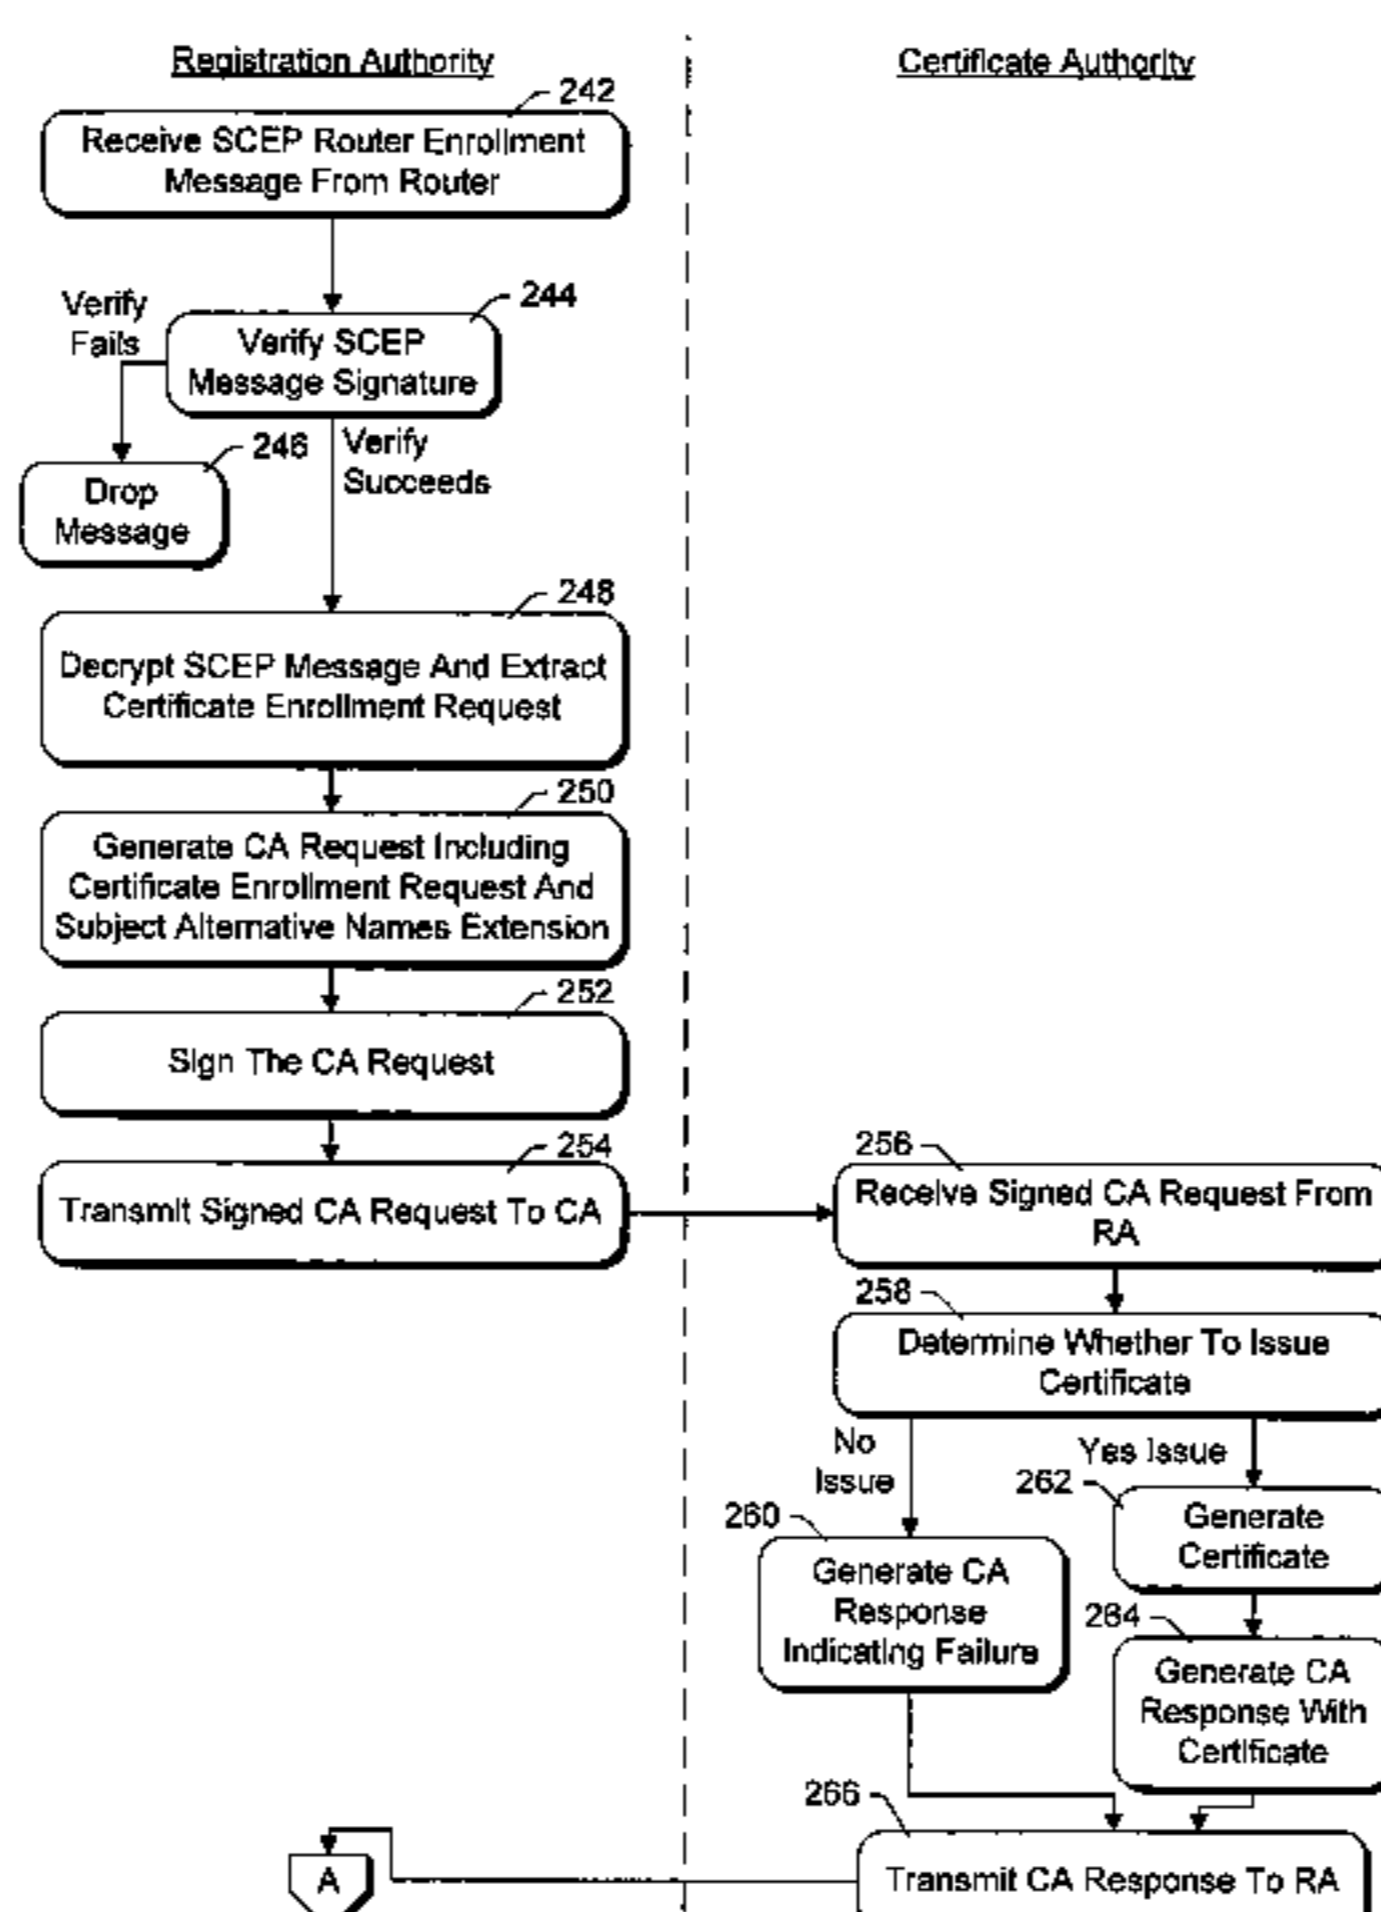 Registration Authority
Certificate Authority
242
Receive SCEP Router Enrollment
Message From Router
244
Verify
Fails
Verify SCEP
Message Signature
246
Verify
Succeeds
Drop
Message
248
Decrypt SCEP Message And Extract
Certificate Enrollment Request
250
Generate CA Request Including
Certificate Enrollment Request And
Subject Alternative Names Extension
252
Sign The CA Request
254
Transmit Signed CA Request To CA
256
Receive Signed CA Request From
RA
258
Determine Whether To Issue
Certificate
No
Issue
Yes Issue
260
262
Generate CA
Response
Indicating Failure
Generate
Certificate
264
Generate CA
Response With
Certificate
266
Transmit CA Response To RA
A